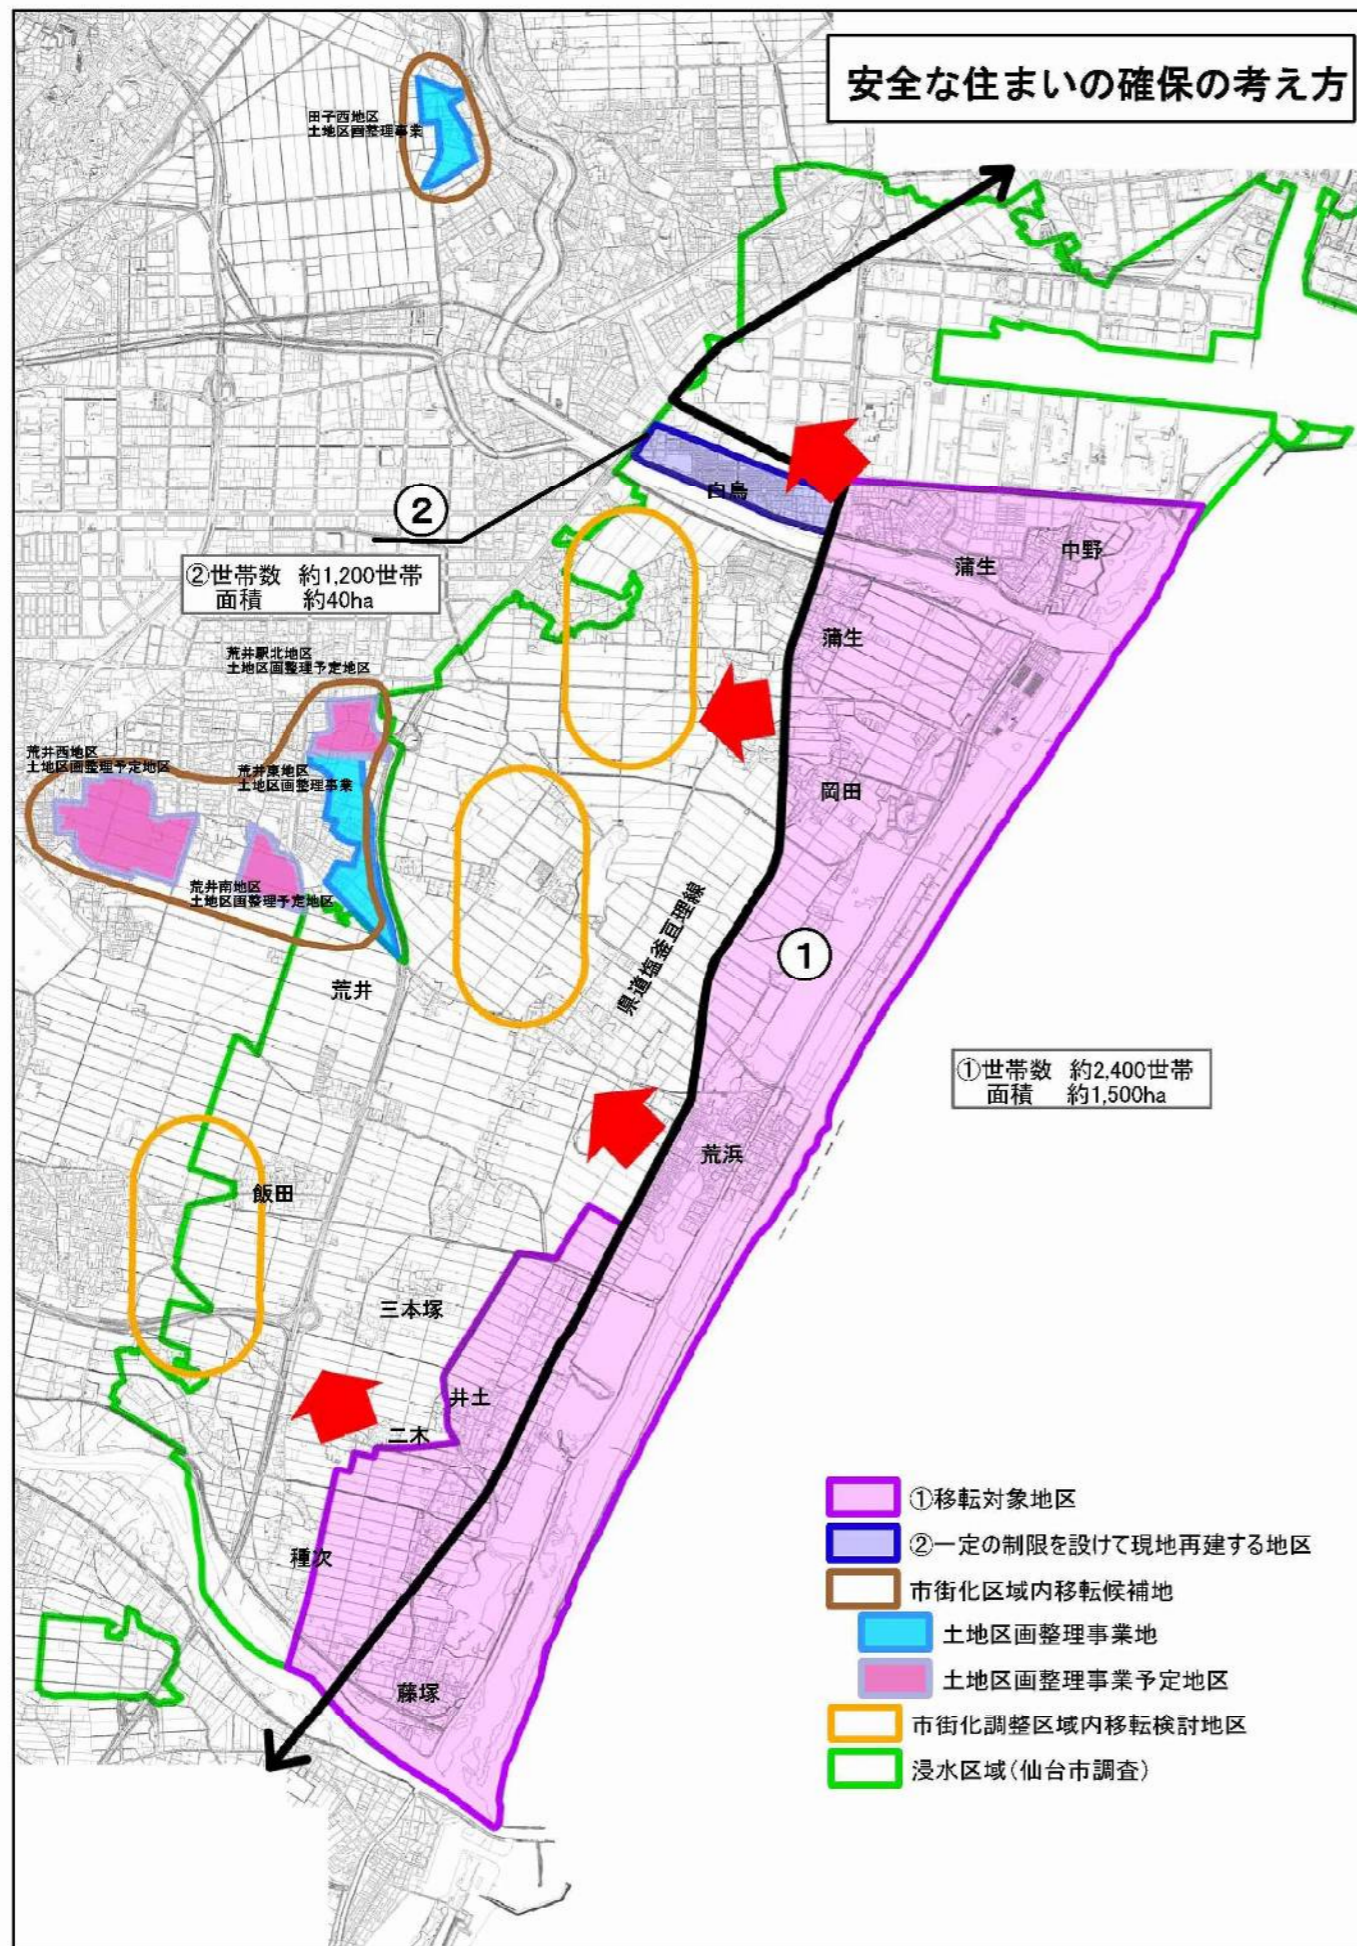 安全な住まいの確保の考え方
田子西地区
土地区画整理事業
白鳥
②
②世帯数 約1,200世帯
面積 約40ha
中野
蒲生
蒲生
荒井駅北地区
土地区画整理予定地区
荒井西地区
土地区画整理予定地区
荒井東地区
土地区画整理事業
岡田
荒井南地区
土地区画整理予定地区
県道塩釜亘理線
①
荒井
①世帯数 約2,400世帯
面積 約1,500ha
荒浜
飯田
三本塚
井土
二木
種次
藤塚
①移転対象地区
②一定の制限を設けて現地再建する地区
市街化区域内移転候補地
土地区画整理事業地
土地区画整理事業予定地区
市街化調整区域内移転検討地区
浸水区域(仙台市調査)